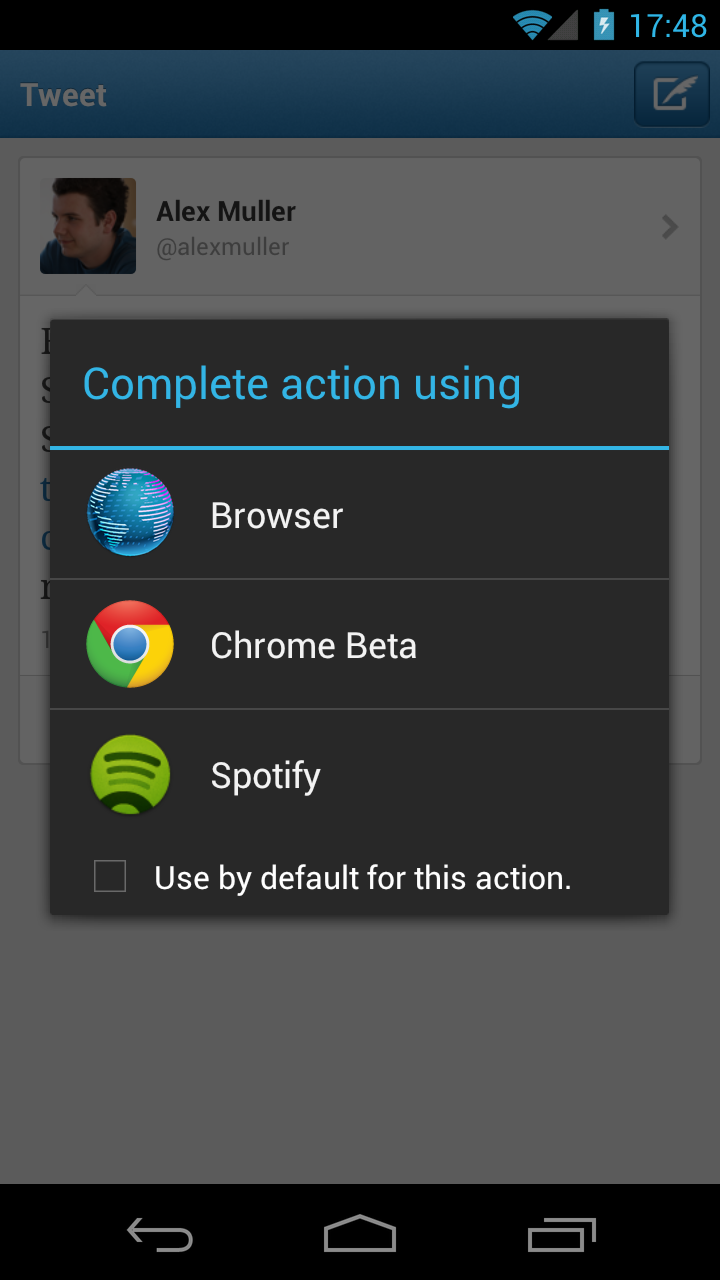 17:48
Tweet
Alex Muller
@alexmuller
Complete action using
Browser
Chrome Beta
Spotify
Use by default for this action.